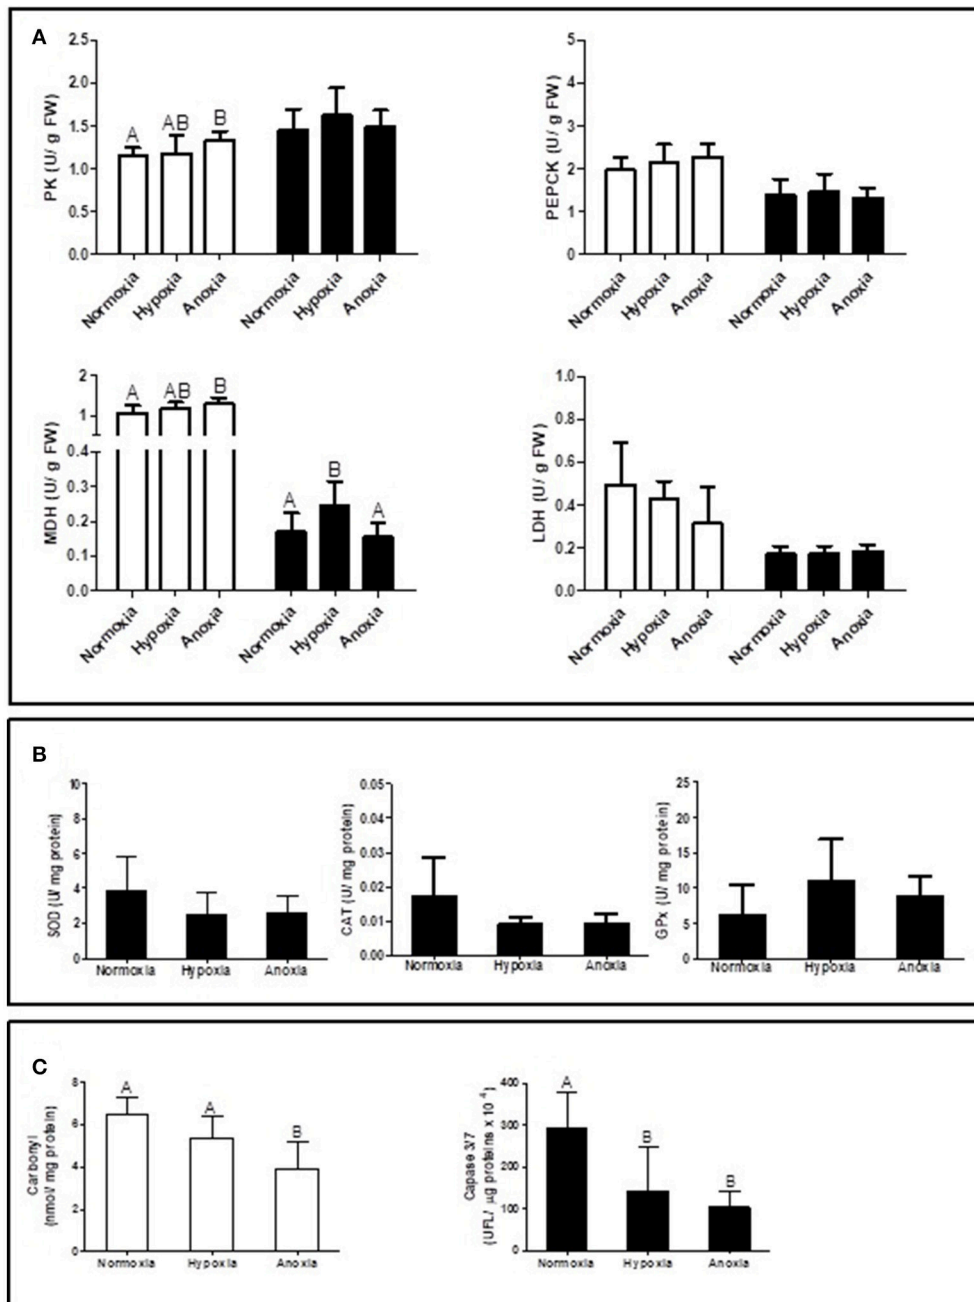 A
PK (U/ g FW)
2.5
2.0
1.5
1.0
0.5
0.0
A
AB
B
Normoxia
Hypoxia
Anoxia
Normoxia
Hypoxia
Anoxia
PEPCK (U/ g FW)
5
4
3
2
1
0
Normoxia
Hypoxia
Anoxia
Normoxia
Hypoxia
Anoxia
MDH (U/ g FW)
2
1
0.4
0.3
0.2
0.1
0.0
A
AB
B
A
B
A
Normoxia
Hypoxia
Anoxia
Normoxia
Hypoxia
Anoxia
LDH (U/ g FW)
1.0
0.8
0.6
0.4
0.2
0.0
Normoxia
Hypoxia
Anoxia
Normoxia
Hypoxia
Anoxia
B
SOD (U/ mg protein)
10
8
6
4
2
0
Normoxia
Hypoxia
Anoxia
CAT (U/ mg protein)
0.05
0.04
0.03
0.02
0.01
0.00
Normoxia
Hypoxia
Anoxia
GPx (U/ mg protein)
25
20
15
10
5
0
Normoxia
Hypoxia
Anoxia
C
Carbonyl
(nmol/ mg protein)
8
6
4
2
0
A
A
B
Normoxia
Hypoxia
Anoxia
Capase 3/7
(UFL/ µg proteins x 10⁻⁴)
400
300
200
100
0
A
B
B
Normoxia
Hypoxia
Anoxia